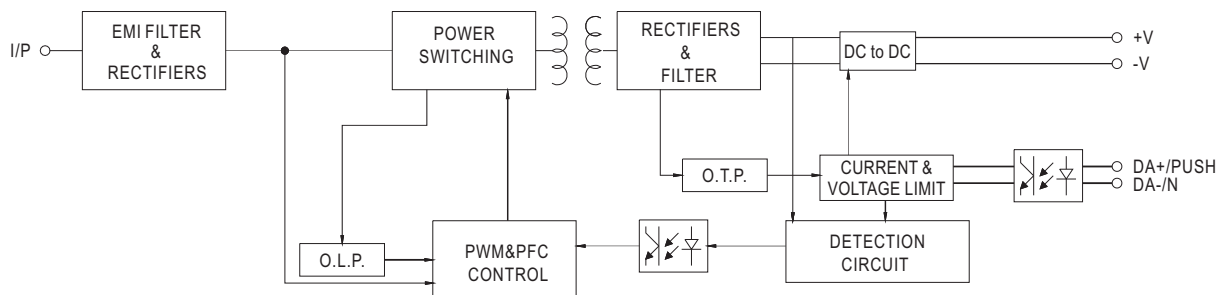 I/P
EMI FILTER
&
RECTIFIERS
POWER
SWITCHING
RECTIFIERS
&
FILTER
DC to DC
+V
-V
O.T.P.
CURRENT &
VOLTAGE LIMIT
DA+/PUSH
DA-/N
O.L.P.
PWM&PFC
CONTROL
DETECTION
CIRCUIT